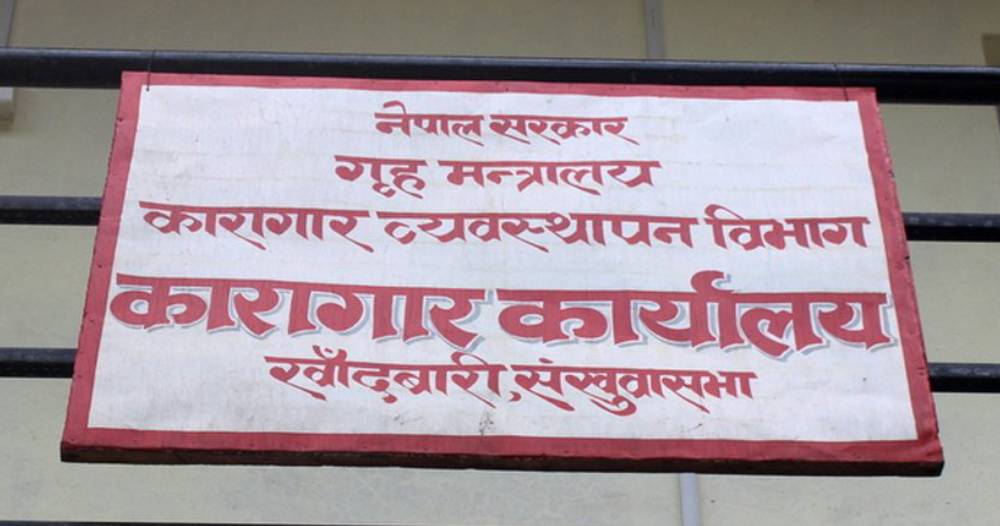 नेपाल सरकार
गृह मन्त्रालय
कारागार व्यवस्थापन विभाग
कारागार कार्यालय
खाँदबारी, संखुवासभा